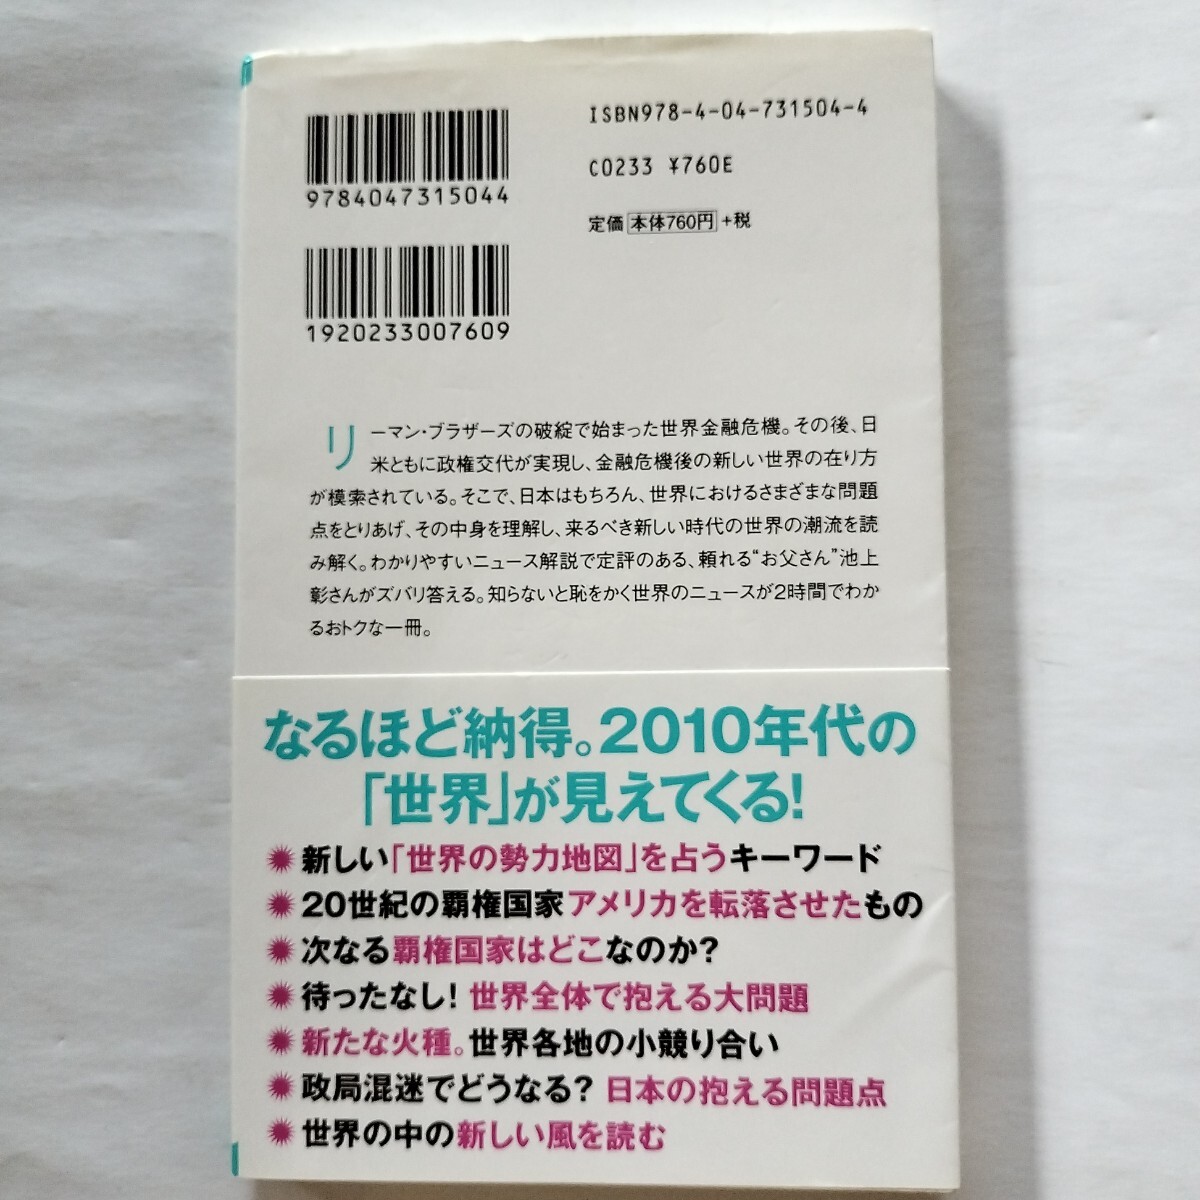 ISBN978-4-04-731504-4
C0233 ¥760E
定価 本体760円 +税
9784047315044
1920233007609
リーマン・ブラザーズの破綻で始まった世界金融危機。その後、日
米ともに政権交代が実現し、金融危機後の新しい世界の在り方
が模索されている。そこで、日本はもちろん、世界におけるさまざまな問題
点をとりあげ、その中身を理解し、来るべき新しい時代の世界の潮流を読
み解く。わかりやすいニュース解説で定評のある、頼れる“お父さん”池上
彰さんがズバリ答える。知らないと恥をかく世界のニュースが2時間でわか
るおトクな一冊。
なるほど納得。2010年代の
「世界」が見えてくる!
新しい「世界の勢力地図」を占うキーワード
20世紀の覇権国家アメリカを転落させたもの
次なる覇権国家はどこなのか?
待ったなし! 世界全体で抱える大問題
新たな火種。世界各地の小競り合い
政局混迷でどうなる? 日本の抱える問題点
世界の中の新しい風を読む